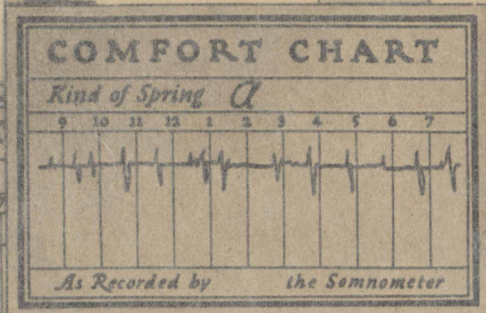 COMFORT CHART
Kind of Spring a
9 10 11 12 1 2 3 4 5 6 7
As Recorded by the Somnometer